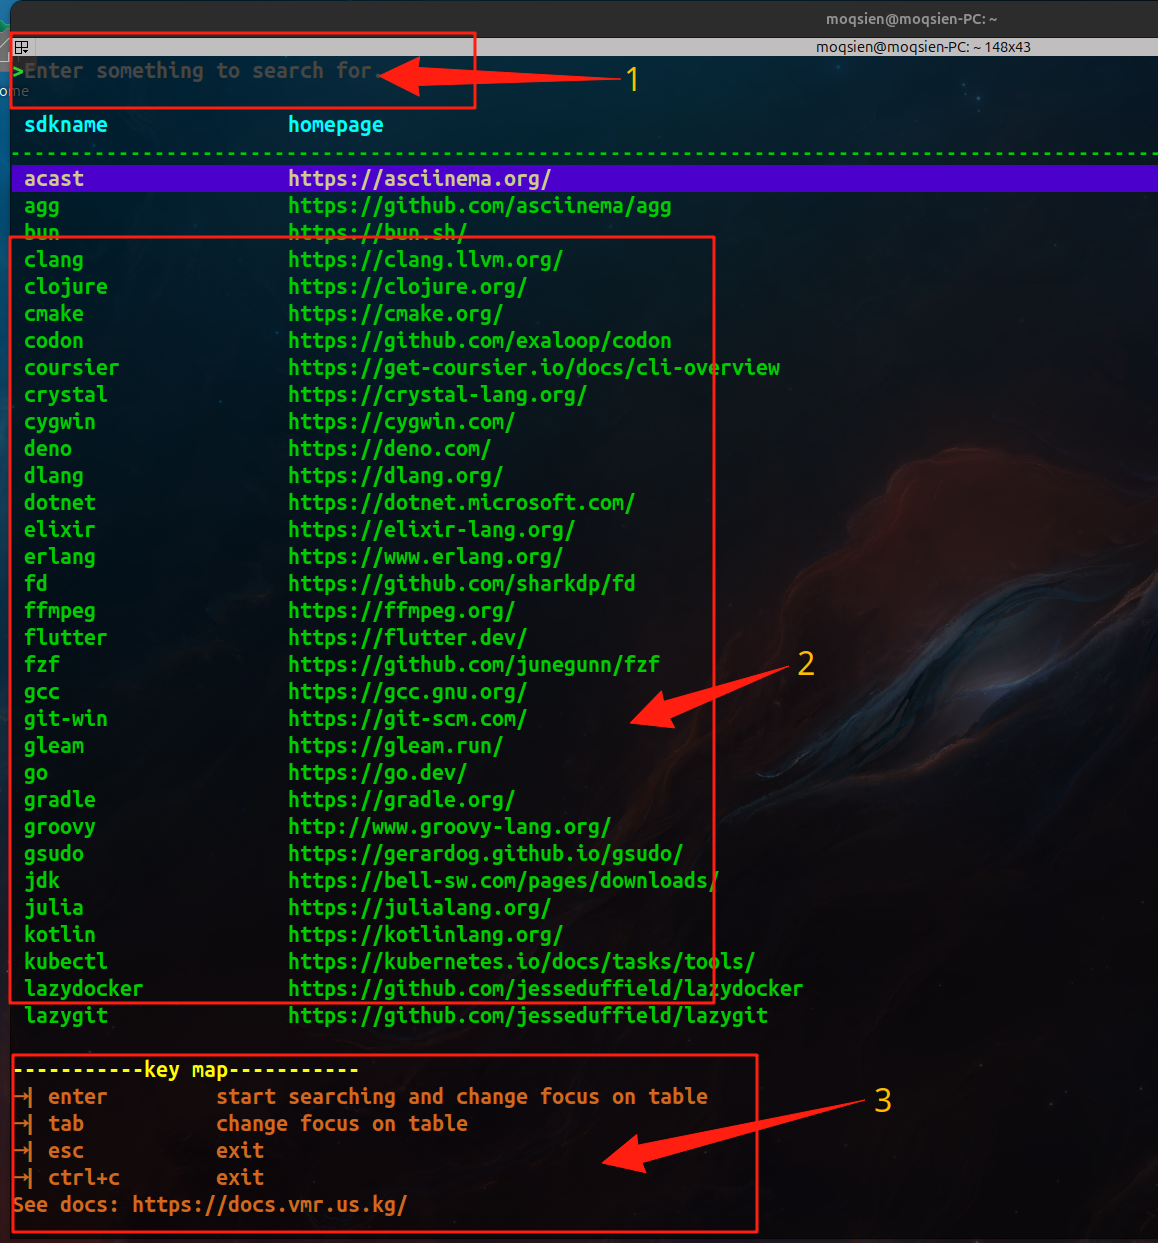 moqsien@moqsien-PC: ~
moqsien@moqsien-PC: ~ 148x43
>Enter something to search for.
1
ome
sdkname homepage
acast https://asciinema.org/
agg https://github.com/asciinema/agg
bun https://bun.sh/
clang https://clang.llvm.org/
clojure https://clojure.org/
cmake https://cmake.org/
codon https://github.com/exaloop/codon
coursier https://get-coursier.io/docs/cli-overview
crystal https://crystal-lang.org/
cygwin https://cygwin.com/
deno https://deno.com/
dlang https://dlang.org/
dotnet https://dotnet.microsoft.com/
elixir https://elixir-lang.org/
erlang https://www.erlang.org/
fd https://github.com/sharkdp/fd
ffmpeg https://ffmpeg.org/
flutter https://flutter.dev/
fzf https://github.com/junegunn/fzf
2
gcc https://gcc.gnu.org/
git-win https://git-scm.com/
gleam https://gleam.run/
go https://go.dev/
gradle https://gradle.org/
groovy http://www.groovy-lang.org/
gsudo https://gerardog.github.io/gsudo/
jdk https://bell-sw.com/pages/downloads/
julia https://julialang.org/
kotlin https://kotlinlang.org/
kubectl https://kubernetes.io/docs/tasks/tools/
lazydocker https://github.com/jesseduffield/lazydocker
lazygit https://github.com/jesseduffield/lazygit
-----------key map-----------
→| enter start searching and change focus on table
3
→| tab change focus on table
→| esc exit
→| ctrl+c exit
See docs: https://docs.vmr.us.kg/